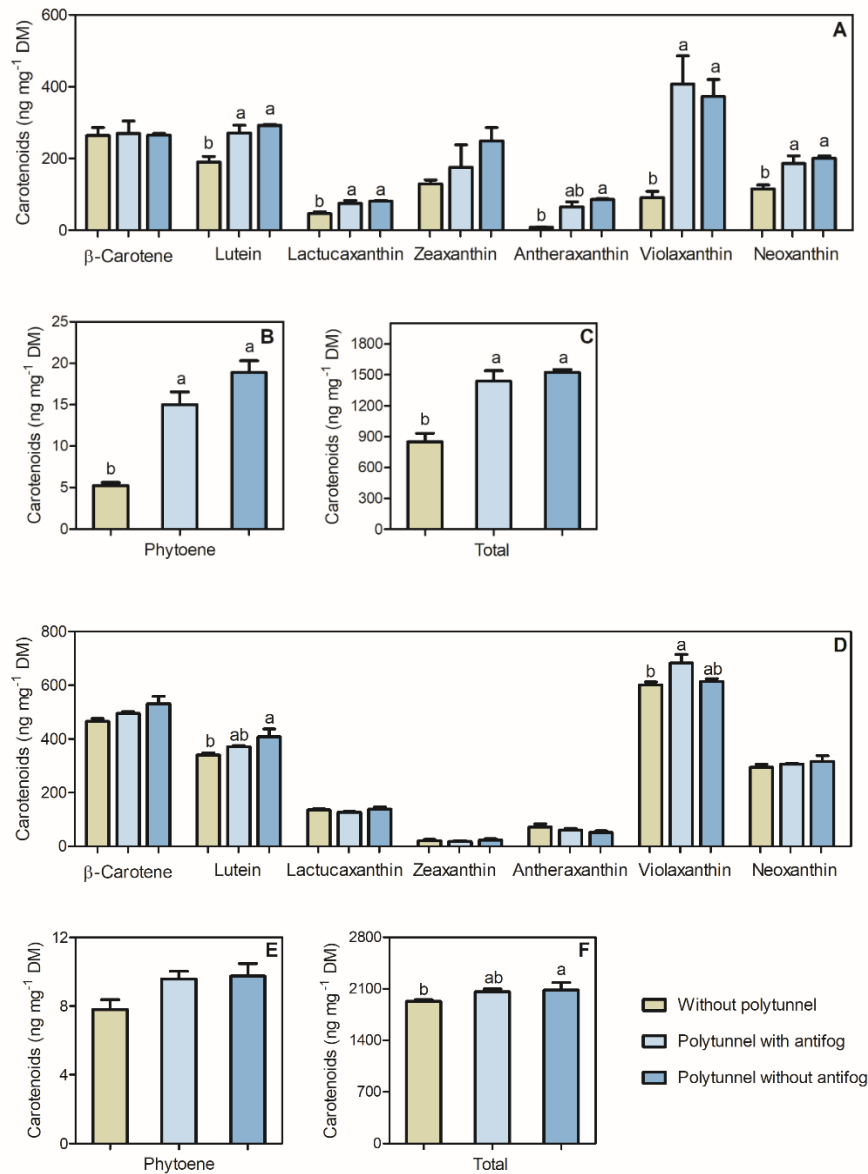 A
Carotenoids (ng mg⁻¹ DM)
600
400
200
0
b a a
b a a
b ab a
b a a
b a a
β-Carotene Lutein Lactucaxanthin Zeaxanthin Antheraxanthin Violaxanthin Neoxanthin
B
Carotenoids (ng mg⁻¹ DM)
25
20
15
10
5
0
b a a
Phytoene
C
Carotenoids (ng mg⁻¹ DM)
1800
1500
1200
900
600
300
0
b a a
Total
D
Carotenoids (ng mg⁻¹ DM)
800
600
400
200
0
b ab a
b a ab
β-Carotene Lutein Lactucaxanthin Zeaxanthin Antheraxanthin Violaxanthin Neoxanthin
E
Carotenoids (ng mg⁻¹ DM)
12
8
4
0
Phytoene
F
Carotenoids (ng mg⁻¹ DM)
2800
2100
1400
700
0
b ab a
Total
Without polytunnel
Polytunnel with antifog
Polytunnel without antifog